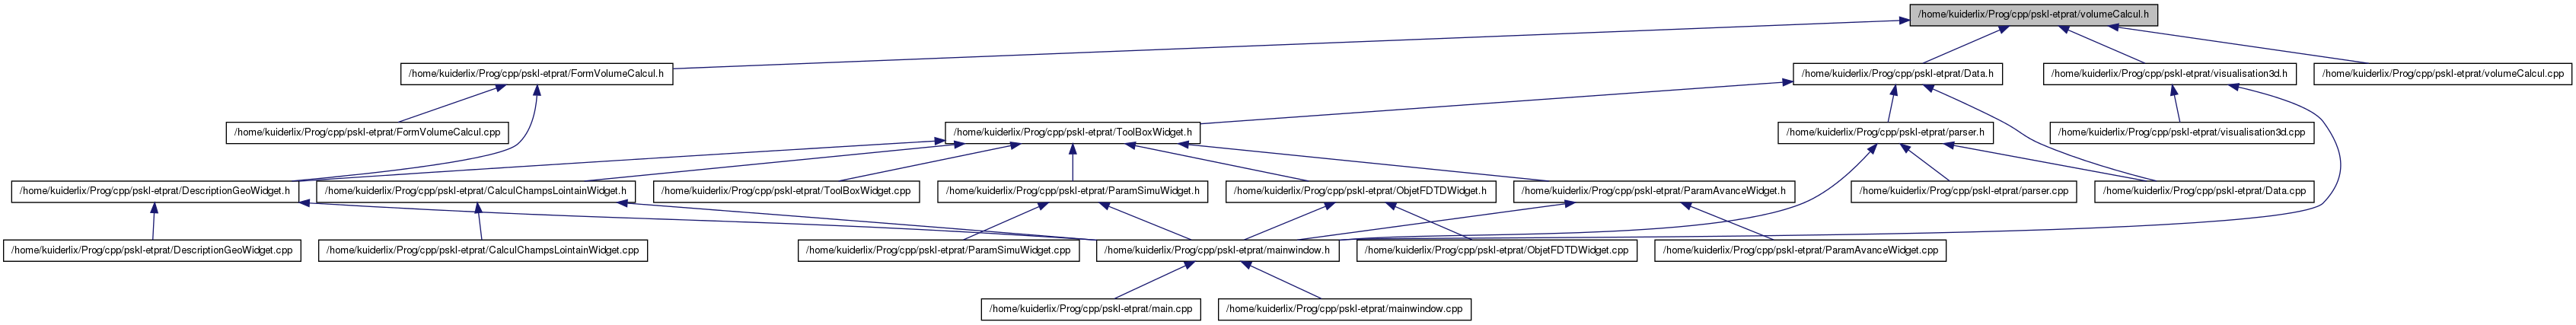 /home/kuiderlix/Prog/cpp/pskl-etprat/volumeCalcul.h
/home/kuiderlix/Prog/cpp/pskl-etprat/FormVolumeCalcul.h
/home/kuiderlix/Prog/cpp/pskl-etprat/Data.h
/home/kuiderlix/Prog/cpp/pskl-etprat/visualisation3d.h
/home/kuiderlix/Prog/cpp/pskl-etprat/volumeCalcul.cpp
/home/kuiderlix/Prog/cpp/pskl-etprat/FormVolumeCalcul.cpp
/home/kuiderlix/Prog/cpp/pskl-etprat/ToolBoxWidget.h
/home/kuiderlix/Prog/cpp/pskl-etprat/parser.h
/home/kuiderlix/Prog/cpp/pskl-etprat/visualisation3d.cpp
/home/kuiderlix/Prog/cpp/pskl-etprat/DescriptionGeoWidget.h
/home/kuiderlix/Prog/cpp/pskl-etprat/CalculChampsLointainWidget.h
/home/kuiderlix/Prog/cpp/pskl-etprat/ToolBoxWidget.cpp
/home/kuiderlix/Prog/cpp/pskl-etprat/ParamSimuWidget.h
/home/kuiderlix/Prog/cpp/pskl-etprat/ObjetFDTDWidget.h
/home/kuiderlix/Prog/cpp/pskl-etprat/ParamAvanceWidget.h
/home/kuiderlix/Prog/cpp/pskl-etprat/parser.cpp
/home/kuiderlix/Prog/cpp/pskl-etprat/Data.cpp
/home/kuiderlix/Prog/cpp/pskl-etprat/DescriptionGeoWidget.cpp
/home/kuiderlix/Prog/cpp/pskl-etprat/CalculChampsLointainWidget.cpp
/home/kuiderlix/Prog/cpp/pskl-etprat/ParamSimuWidget.cpp
/home/kuiderlix/Prog/cpp/pskl-etprat/mainwindow.h
/home/kuiderlix/Prog/cpp/pskl-etprat/ObjetFDTDWidget.cpp
/home/kuiderlix/Prog/cpp/pskl-etprat/ParamAvanceWidget.cpp
/home/kuiderlix/Prog/cpp/pskl-etprat/main.cpp
/home/kuiderlix/Prog/cpp/pskl-etprat/mainwindow.cpp